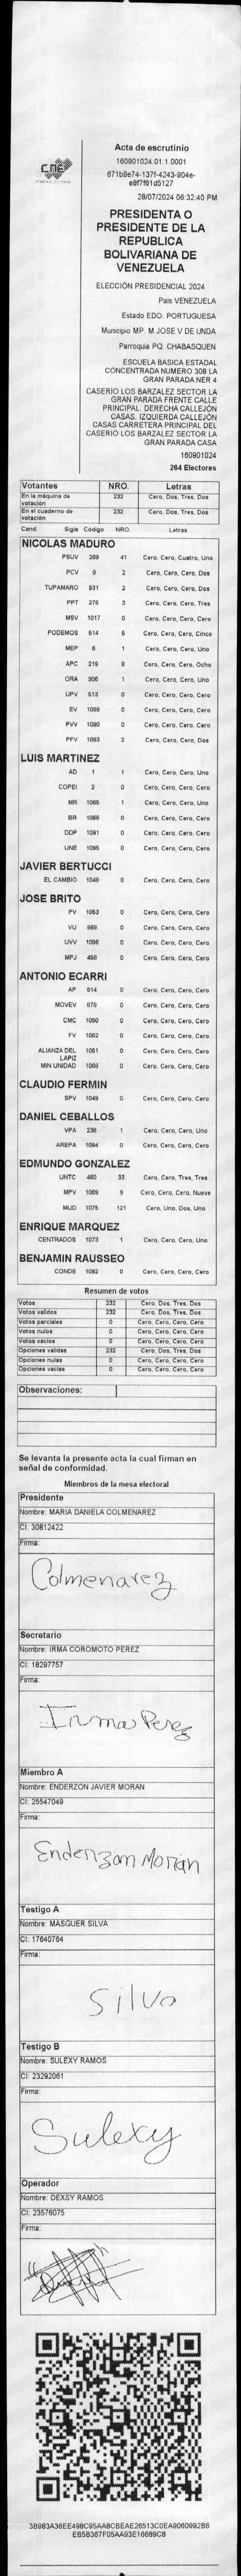 CNE
Acta de escrutinio
160901024.01.1.0001
671b9e74-137f-4243-904e-
e8f7f61d5127
28/07/2024 06:32:40 PM
PRESIDENTA O
PRESIDENTE DE LA
REPUBLICA
BOLIVARIANA DE
VENEZUELA
ELECCIÓN PRESIDENCIAL 2024
Pais VENEZUELA
Estado EDO. PORTUGUESA
Municipio MP. M JOSE V DE UNDA
Parroquia PQ. CHABASQUEN
ESCUELA BASICA ESTADAL
CONCENTRADA NUMERO 308 LA
GRAN PARADA NER 4
CASERIO LOS BARZALEZ SECTOR LA
GRAN PARADA FRENTE CALLE
PRINCIPAL. DERECHA CALLEJÓN
CASAS. IZQUIERDA CALLEJÓN
CASAS CARRETERA PRINCIPAL DEL
CASERIO LOS BARZALEZ SECTOR LA
GRAN PARADA CASA
160901024
264 Electores
Votantes NRO. Letras
En la máquina de votación 232 Cero, Dos, Tres, Dos
En el cuaderno de votación 232 Cero, Dos, Tres, Dos
Cand. Sigla Código NRO. Letras
NICOLAS MADURO
PSUV 269 41 Cero, Cero, Cuatro, Uno
PCV 9 2 Cero, Cero, Cero, Dos
TUPAMARO 931 2 Cero, Cero, Cero, Dos
PPT 276 3 Cero, Cero, Cero, Tres
MSV 1017 0 Cero, Cero, Cero, Cero
PODEMOS 514 5 Cero, Cero, Cero, Cinco
MEP 6 1 Cero, Cero, Cero, Uno
APC 219 8 Cero, Cero, Cero, Ocho
ORA 906 1 Cero, Cero, Cero, Uno
UPV 513 0 Cero, Cero, Cero, Cero
EV 1089 0 Cero, Cero, Cero, Cero
PVV 1090 0 Cero, Cero, Cero, Cero
PFV 1093 2 Cero, Cero, Cero, Dos
LUIS MARTINEZ
AD 1 1 Cero, Cero, Cero, Uno
COPEI 2 0 Cero, Cero, Cero, Cero
MR 1065 1 Cero, Cero, Cero, Uno
BR 1066 0 Cero, Cero, Cero, Cero
DDP 1091 0 Cero, Cero, Cero, Cero
UNE 1095 0 Cero, Cero, Cero, Cero
JAVIER BERTUCCI
EL CAMBIO 1048 0 Cero, Cero, Cero, Cero
JOSE BRITO
PV 1053 0 Cero, Cero, Cero, Cero
VU 868 0 Cero, Cero, Cero, Cero
UVV 1096 0 Cero, Cero, Cero, Cero
MPJ 458 0 Cero, Cero, Cero, Cero
ANTONIO ECARRI
AP 814 0 Cero, Cero, Cero, Cero
MOVEV 878 0 Cero, Cero, Cero, Cero
CMC 1050 0 Cero, Cero, Cero, Cero
FV 1062 0 Cero, Cero, Cero, Cero
ALIANZA DEL LAPIZ 1051 0 Cero, Cero, Cero, Cero
MIN UNIDAD 1068 0 Cero, Cero, Cero, Cero
CLAUDIO FERMIN
SPV 1049 0 Cero, Cero, Cero, Cero
DANIEL CEBALLOS
VPA 236 1 Cero, Cero, Cero, Uno
AREPA 1094 0 Cero, Cero, Cero, Cero
EDMUNDO GONZALEZ
UNTC 460 33 Cero, Cero, Tres, Tres
MPV 1069 9 Cero, Cero, Cero, Nueve
MUD 1075 121 Cero, Uno, Dos, Uno
ENRIQUE MARQUEZ
CENTRADOS 1073 1 Cero, Cero, Cero, Uno
BENJAMIN RAUSSEO
CONDE 1092 0 Cero, Cero, Cero, Cero
Resumen de votos
Votos 232 Cero, Dos, Tres, Dos
Votos validos 232 Cero, Dos, Tres, Dos
Votos parciales 0 Cero, Cero, Cero, Cero
Votos nulos 0 Cero, Cero, Cero, Cero
Votos vacios 0 Cero, Cero, Cero, Cero
Opciones validas 232 Cero, Dos, Tres, Dos
Opciones nulas 0 Cero, Cero, Cero, Cero
Opciones vacias 0 Cero, Cero, Cero, Cero
Observaciones:
Se levanta la presente acta la cual firman en
señal de conformidad.
Miembros de la mesa electoral
Presidente
Nombre: MARIA DANIELA COLMENAREZ
CI: 30812422
Firma:
Colmenarez
Secretario
Nombre: IRMA COROMOTO PEREZ
CI: 18297757
Firma:
Irma Perez
Miembro A
Nombre: ENDERZON JAVIER MORAN
CI: 25547049
Firma:
Enderzon Moran
Testigo A
Nombre: MASGUER SILVA
CI: 17640764
Firma:
Silva
Testigo B
Nombre: SULEXY RAMOS
CI: 23292061
Firma:
Sulexy
Operador
Nombre: DEXSY RAMOS
CI: 23576075
Firma:
3B983A36EE498C95AA8CBEAE26513C0EA9060992B6
EB5B367F05AA93E16689C8